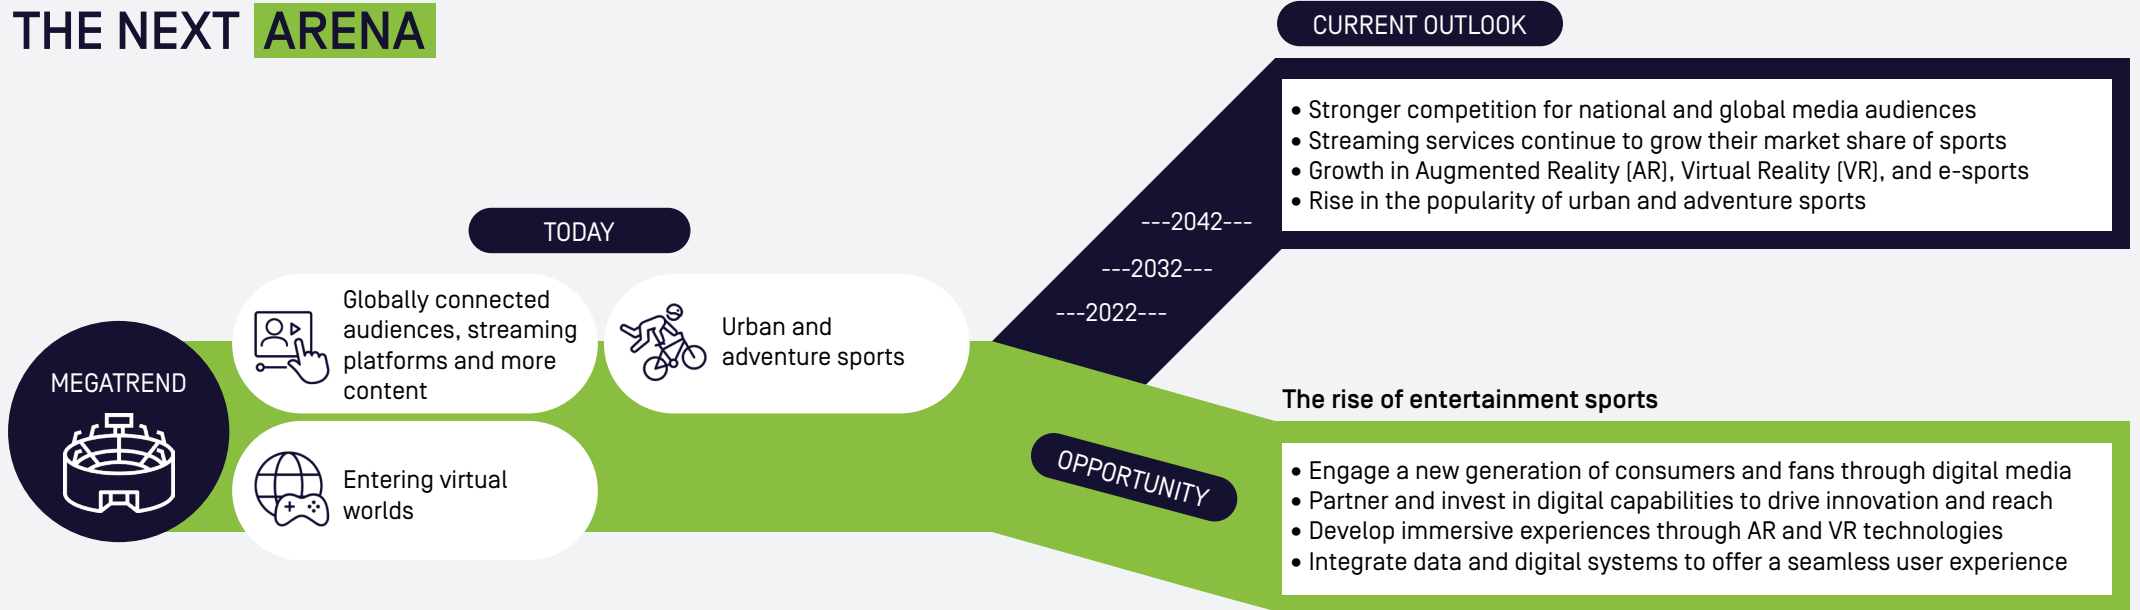 THE NEXT ARENA
MEGATREND
TODAY
Globally connected
audiences, streaming
platforms and more
content
Urban and
adventure sports
Entering virtual
worlds
---2042---
---2032---
---2022---
CURRENT OUTLOOK
• Stronger competition for national and global media audiences
• Streaming services continue to grow their market share of sports
• Growth in Augmented Reality (AR), Virtual Reality (VR), and e-sports
• Rise in the popularity of urban and adventure sports
OPPORTUNITY
The rise of entertainment sports
• Engage a new generation of consumers and fans through digital media
• Partner and invest in digital capabilities to drive innovation and reach
• Develop immersive experiences through AR and VR technologies
• Integrate data and digital systems to offer a seamless user experience